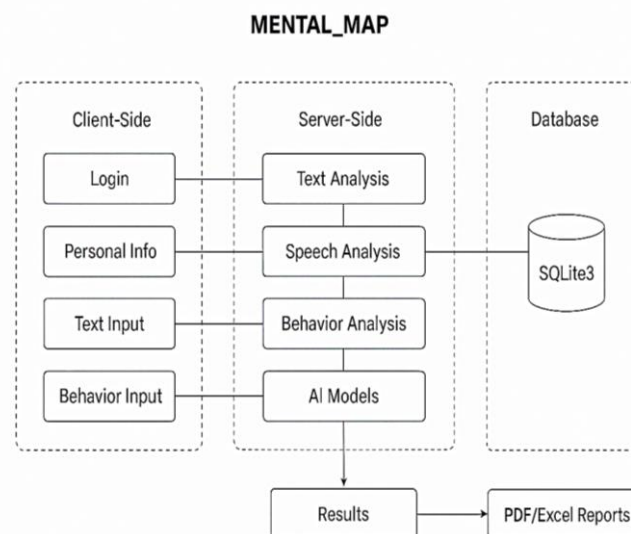 MENTAL_MAP
Client-Side
Server-Side
Database
Login
Text Analysis
Personal Info
Speech Analysis
SQLite3
Text Input
Behavior Analysis
Behavior Input
AI Models
Results
PDF/Excel Reports